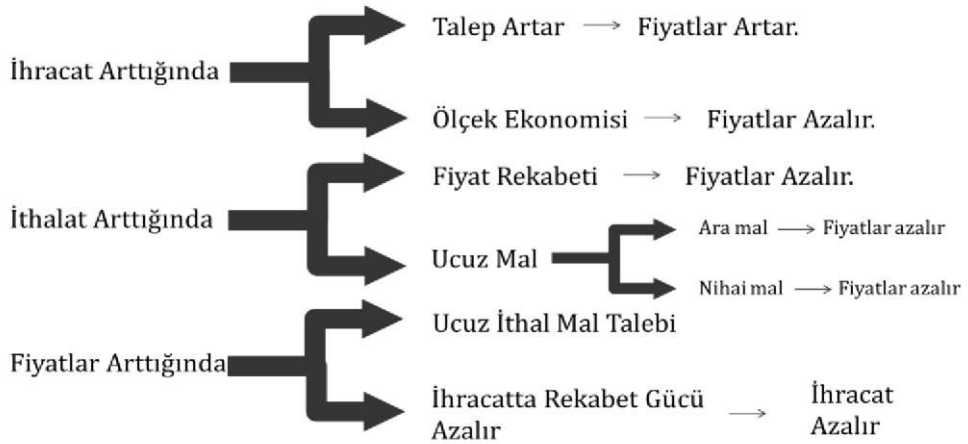 Talep Artar → Fiyatlar Artar.
İhracat Arttığında
Ölçek Ekonomisi → Fiyatlar Azalır.
Fiyat Rekabeti → Fiyatlar Azalır.
İthalat Arttığında
Ara mal → Fiyatlar azalır
Ucuz Mal
Nihai mal → Fiyatlar azalır
Ucuz İthal Mal Talebi
Fiyatlar Arttığında
İhracatta Rekabet Gücü
Azalır → İhracat
Azalır